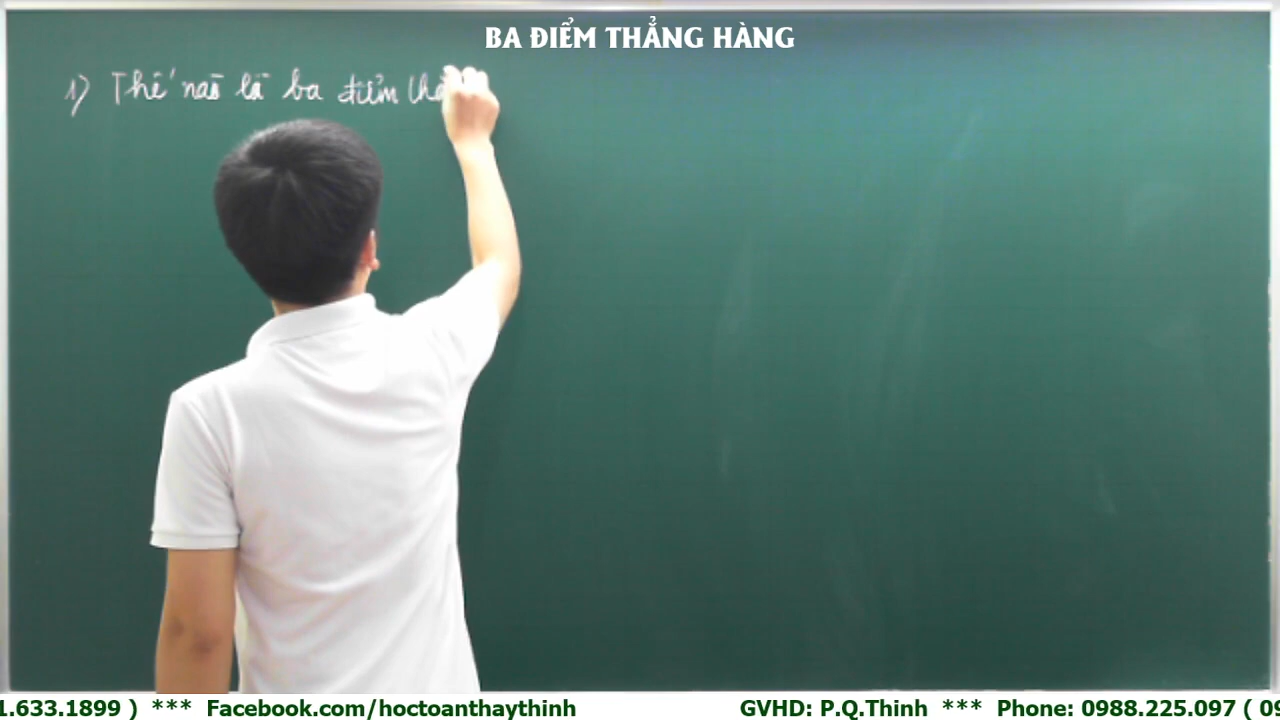 BA ĐIỂM THẲNG HÀNG
1) Thế nào là ba điểm
1.633.1899 ) *** Facebook.com/hoctoanthaythinh GVHD: P.Q.Thinh *** Phone: 0988.225.097 ( 09